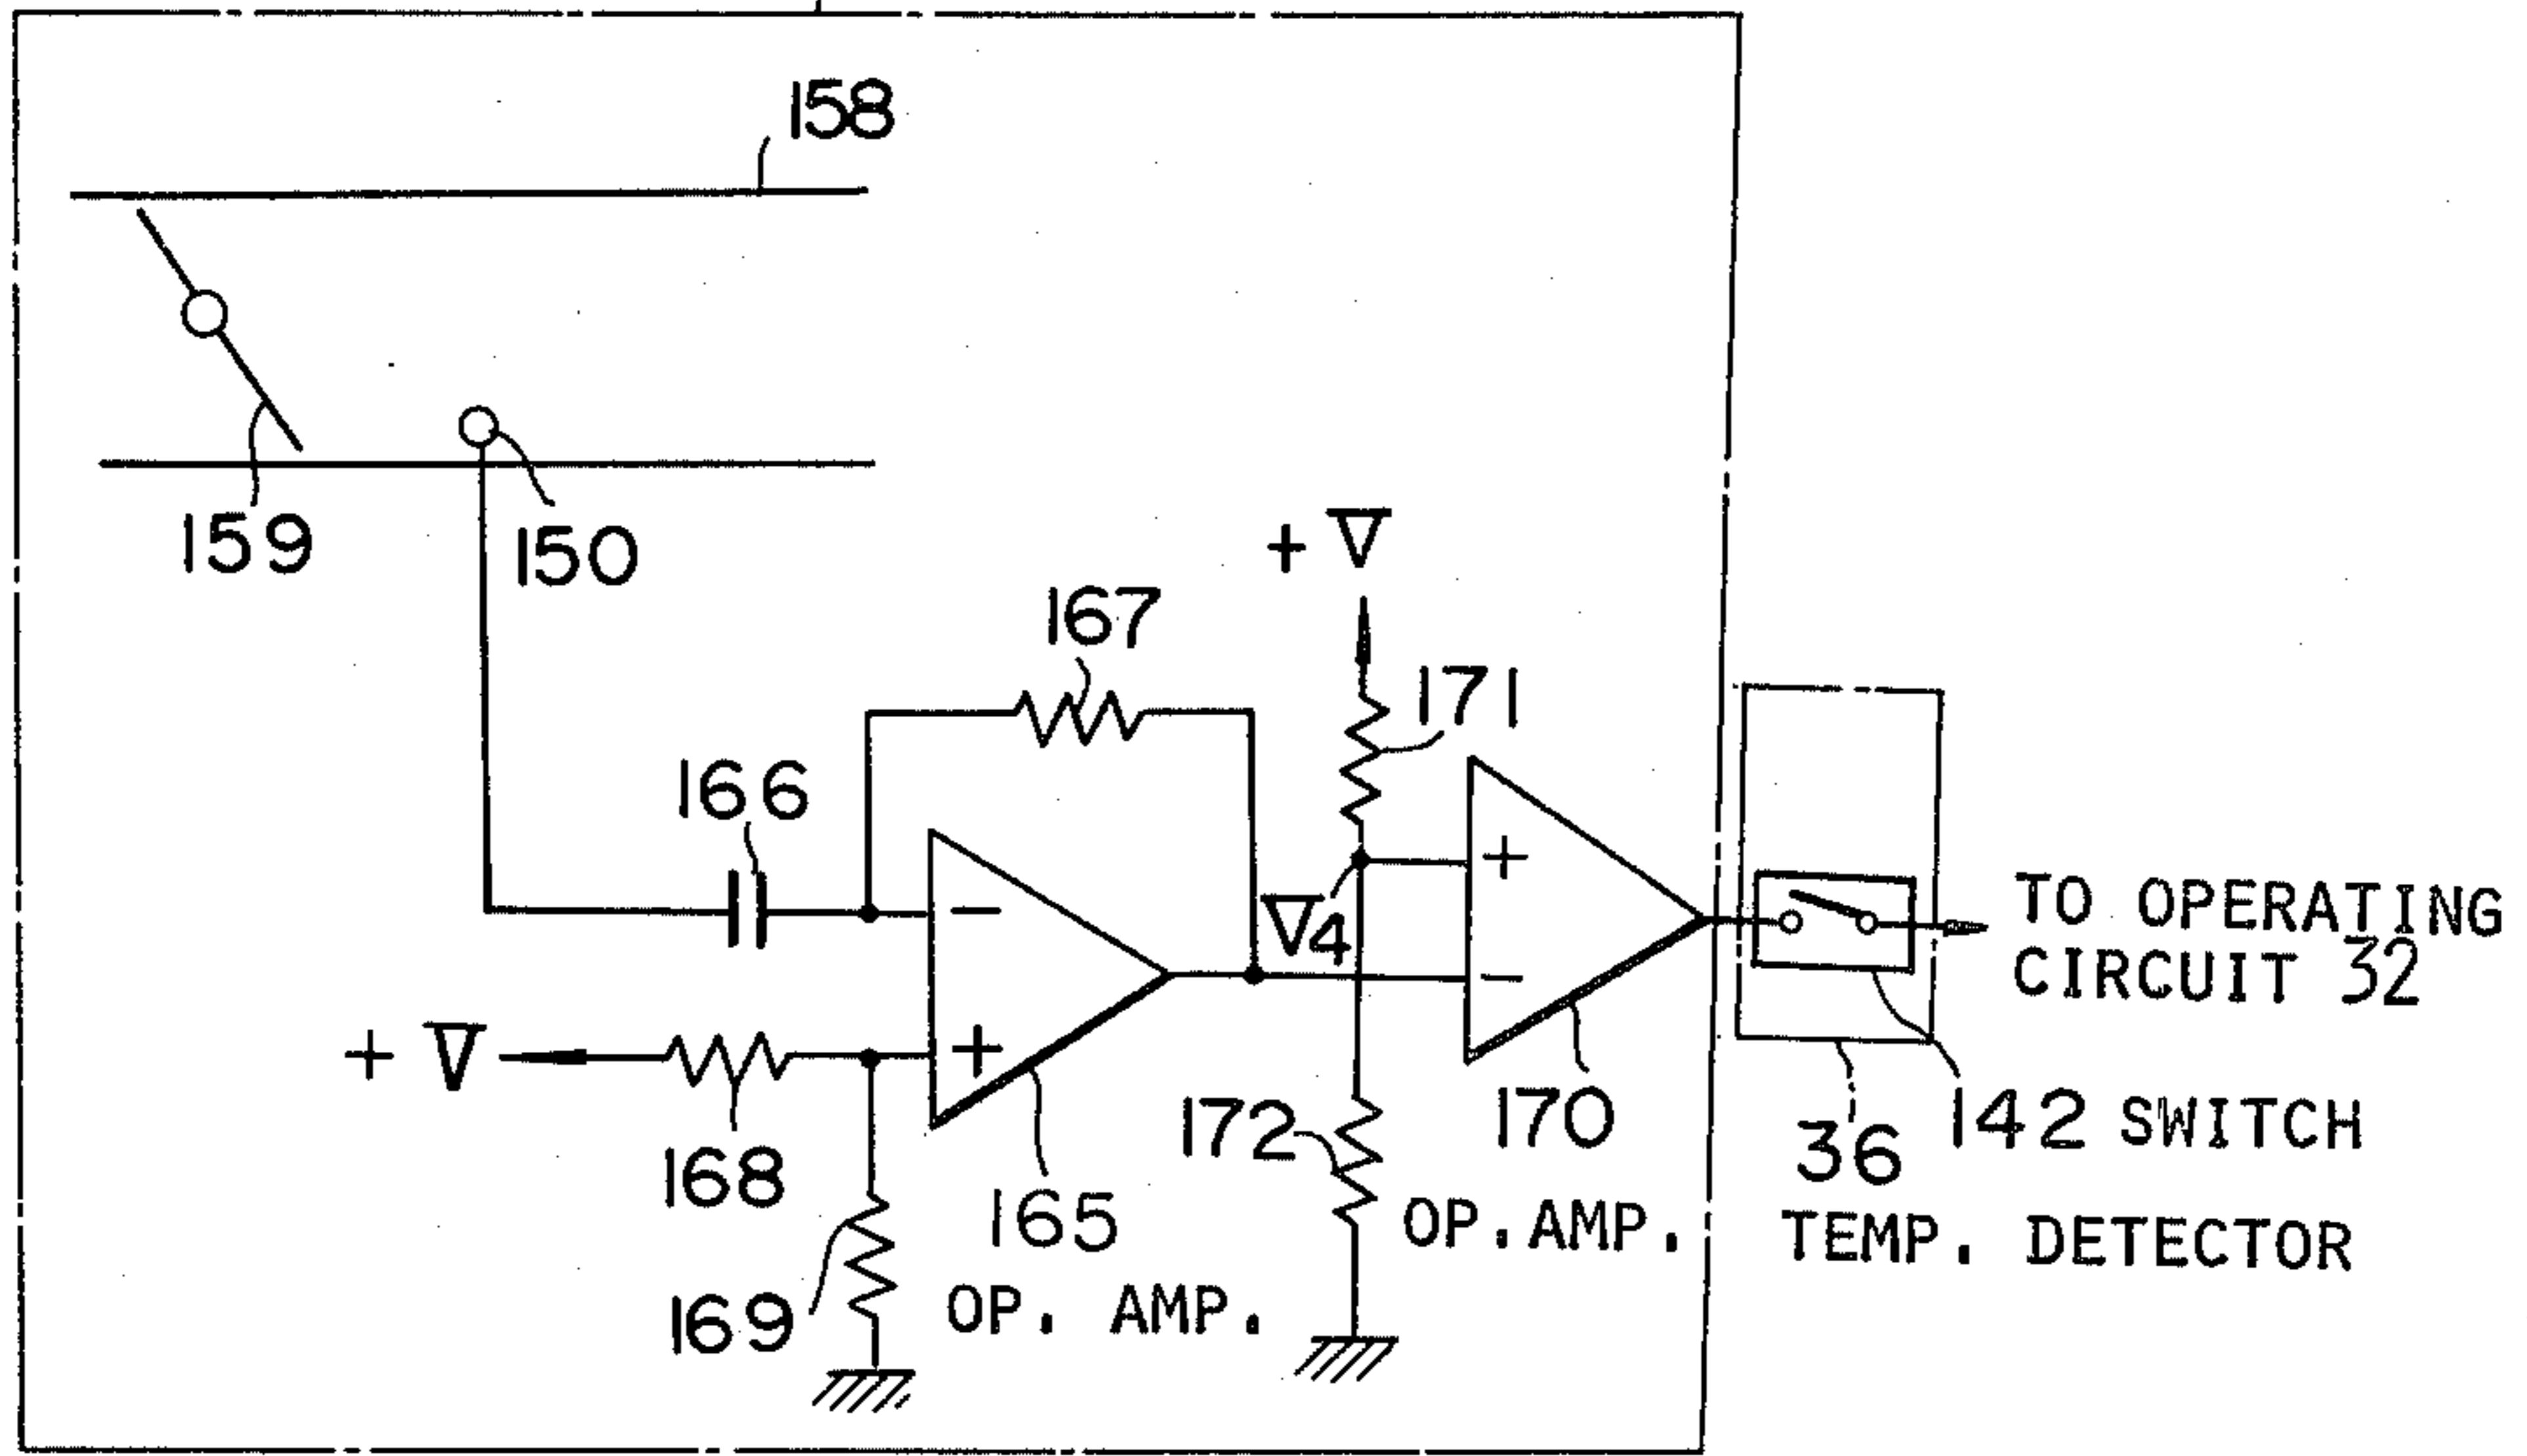 158
159
150
+ V
167
171
166
+
−
V4
−
TO OPERATING
CIRCUIT 32
+ V
+
168
172
170
142 SWITCH
36
165
OP. AMP.
TEMP. DETECTOR
169
OP. AMP.